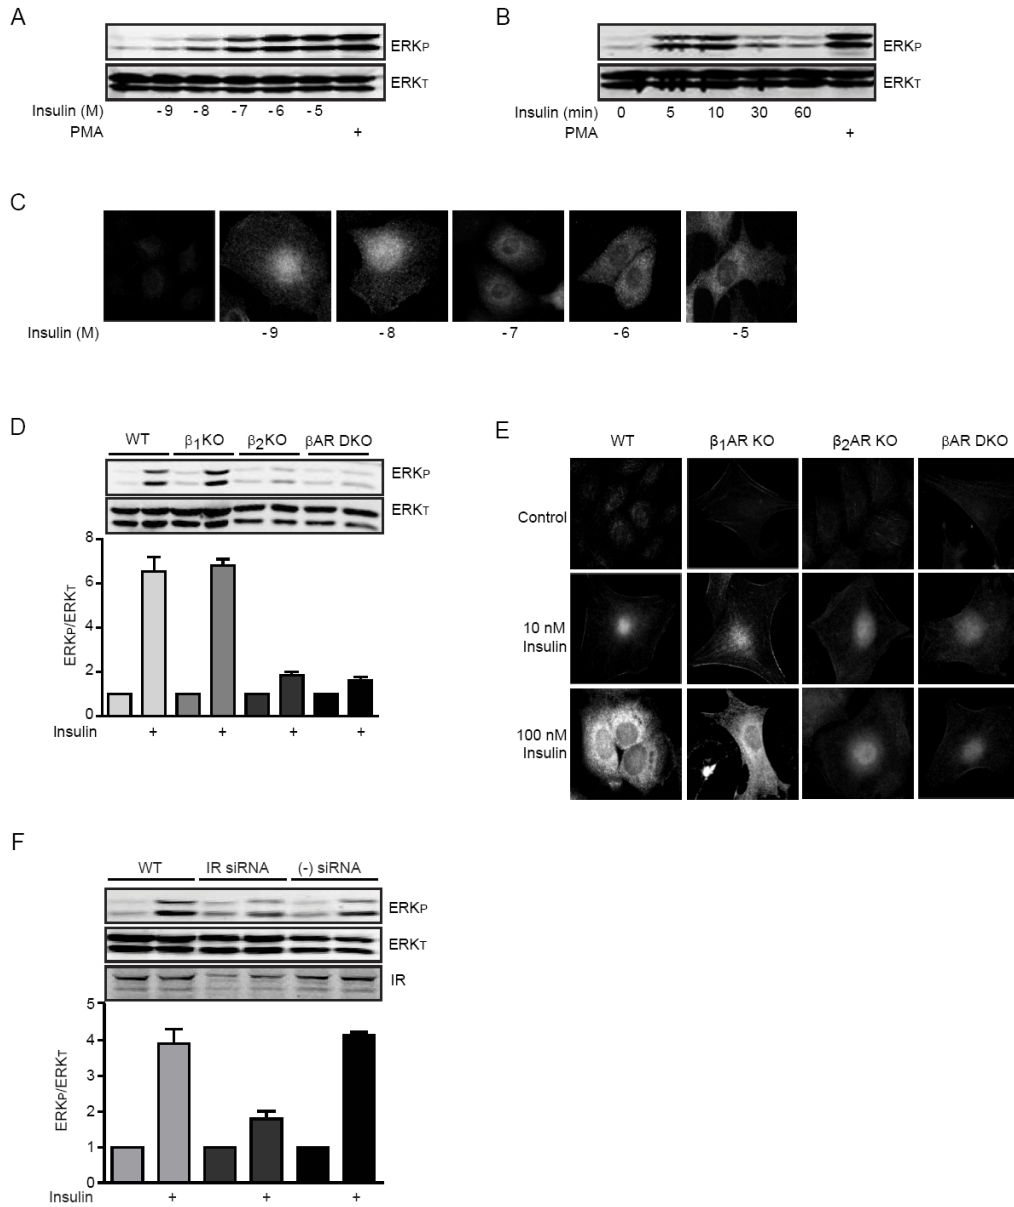 A
ERKP
ERKT
Insulin (M) -9 -8 -7 -6 -5
PMA +
B
ERKP
ERKT
Insulin (min) 0 5 10 30 60
PMA +
C
Insulin (M) -9 -8 -7 -6 -5
D
WT β1KO β2KO βAR DKO
ERKP
ERKT
8
6
4
2
0
ERKP/ERKT
Insulin + + + +
E
WT β1AR KO β2AR KO βAR DKO
Control
10 nM
Insulin
100 nM
Insulin
F
WT IR siRNA (-) siRNA
ERKP
ERKT
IR
5
4
3
2
1
0
ERKP/ERKT
Insulin + + +